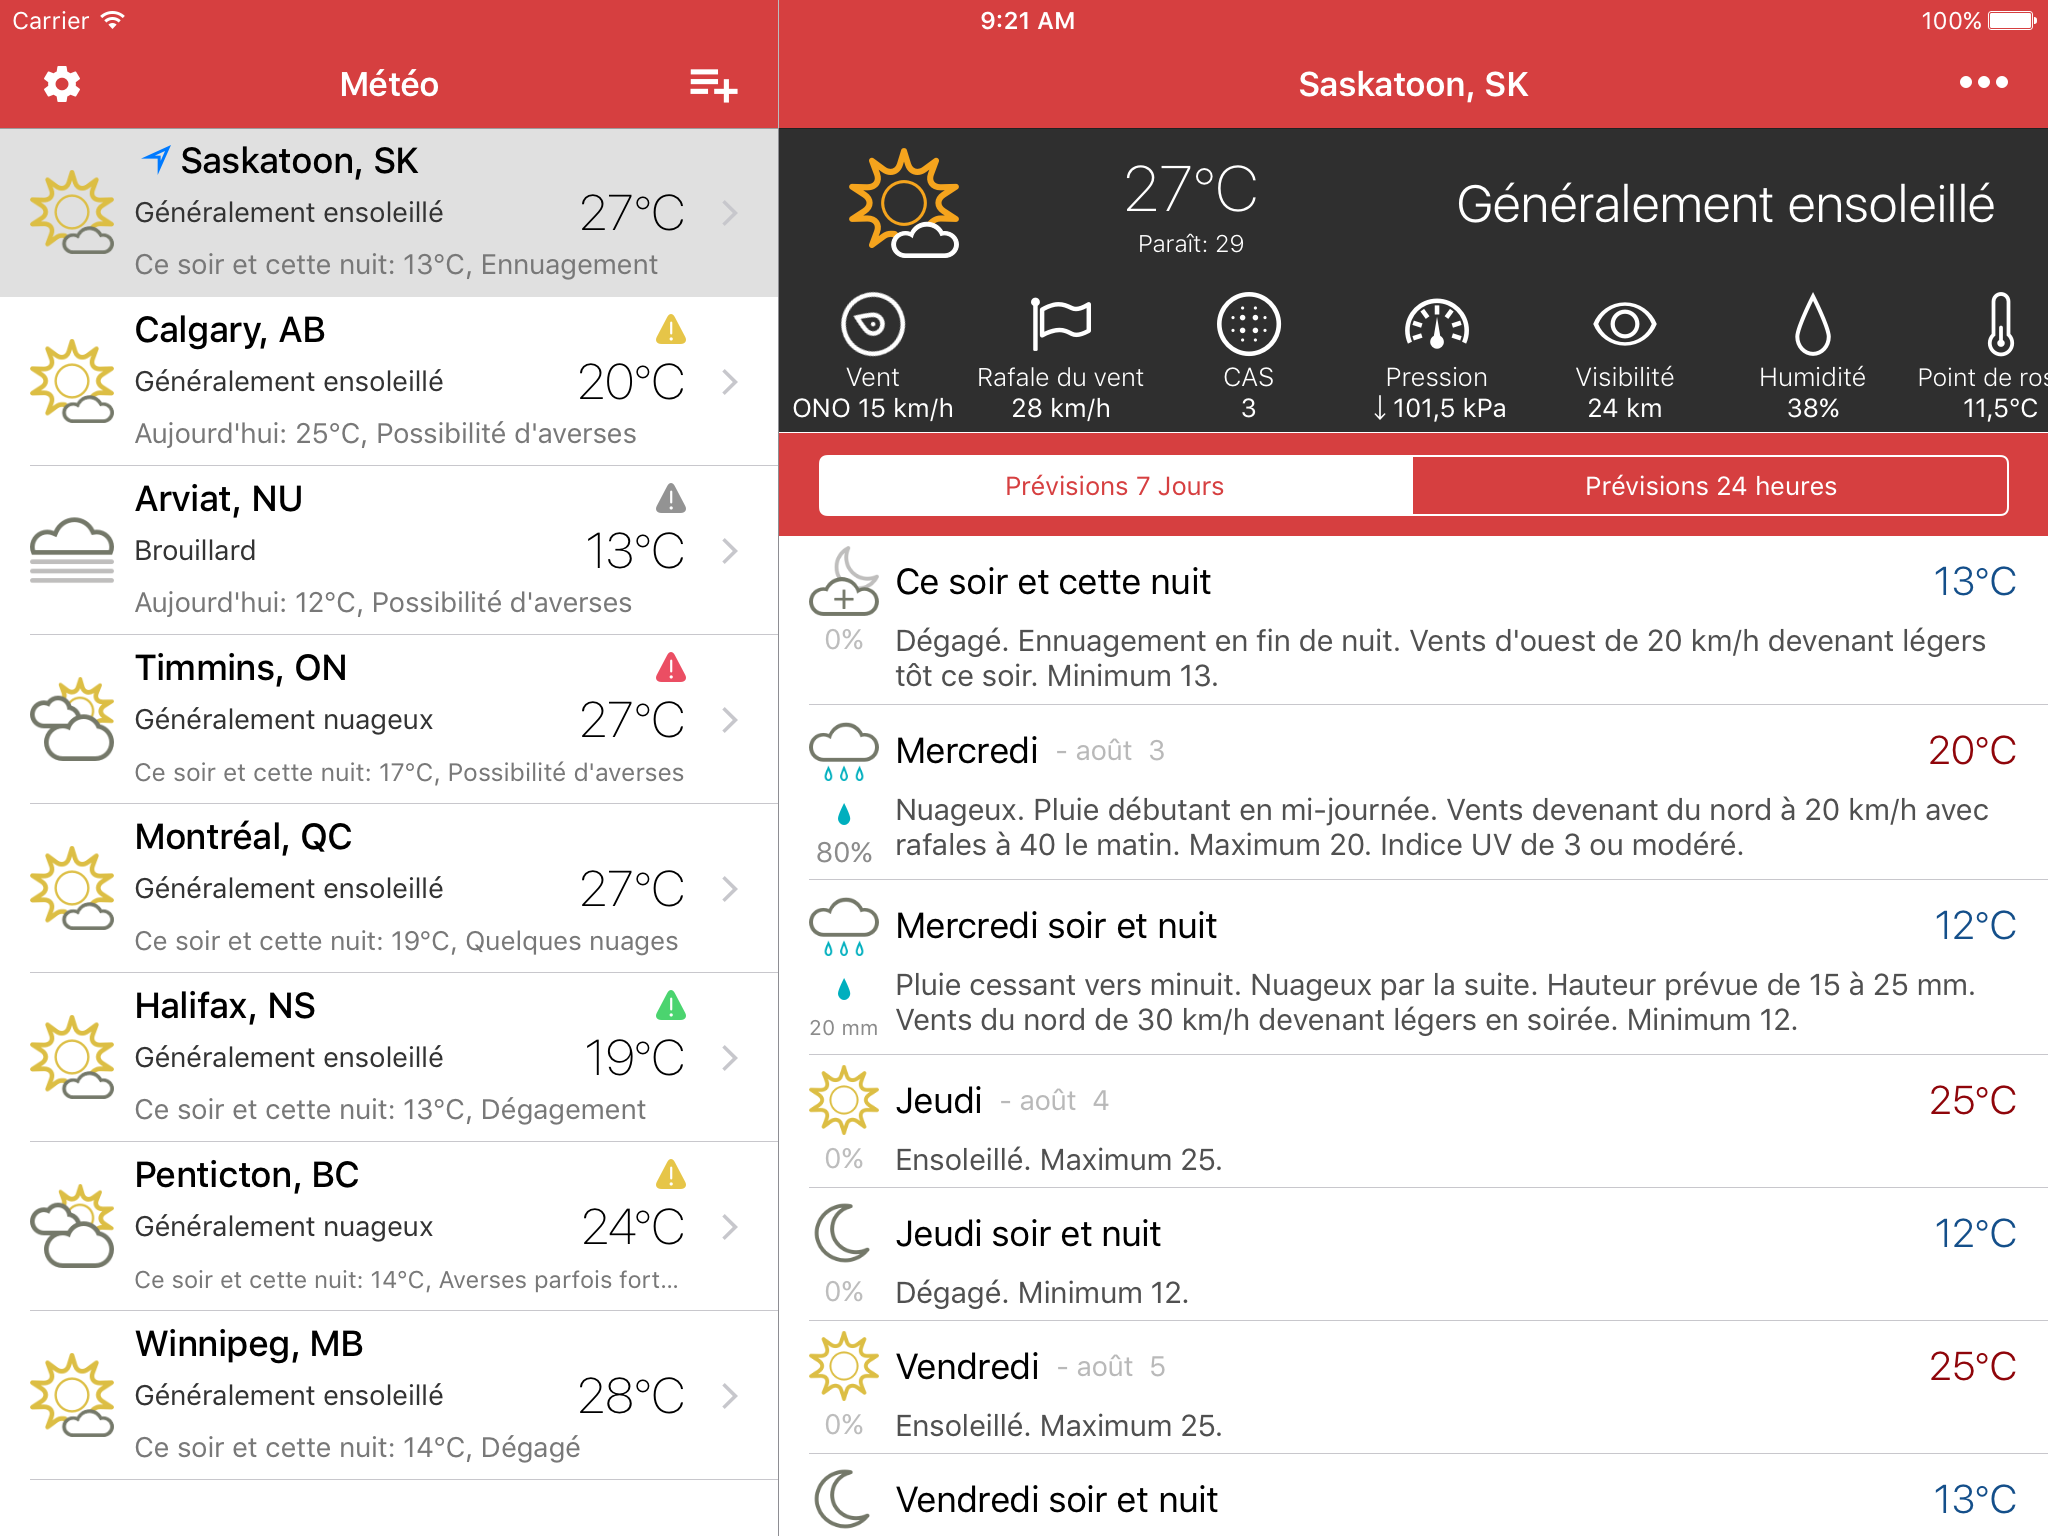 Carrier
9:21 AM
100%
Météo
Saskatoon, SK
Saskatoon, SK
Généralement ensoleillé
27°C
Ce soir et cette nuit: 13°C, Ennuagement
Calgary, AB
Généralement ensoleillé
20°C
Aujourd'hui: 25°C, Possibilité d'averses
Arviat, NU
Brouillard
13°C
Aujourd'hui: 12°C, Possibilité d'averses
Timmins, ON
Généralement nuageux
27°C
Ce soir et cette nuit: 17°C, Possibilité d'averses
Montréal, QC
Généralement ensoleillé
27°C
Ce soir et cette nuit: 19°C, Quelques nuages
Halifax, NS
Généralement ensoleillé
19°C
Ce soir et cette nuit: 13°C, Dégagement
Penticton, BC
Généralement nuageux
24°C
Ce soir et cette nuit: 14°C, Averses parfois fort...
Winnipeg, MB
Généralement ensoleillé
28°C
Ce soir et cette nuit: 14°C, Dégagé
27°C
Paraît: 29
Généralement ensoleillé
Vent
ONO 15 km/h
Rafale du vent
28 km/h
CAS
3
Pression
↓101,5 kPa
Visibilité
24 km
Humidité
38%
Point de ros
11,5°C
Prévisions 7 Jours
Prévisions 24 heures
Ce soir et cette nuit
13°C
0%
Dégagé. Ennuagement en fin de nuit. Vents d'ouest de 20 km/h devenant légers
tôt ce soir. Minimum 13.
Mercredi - août 3
20°C
80%
Nuageux. Pluie débutant en mi-journée. Vents devenant du nord à 20 km/h avec
rafales à 40 le matin. Maximum 20. Indice UV de 3 ou modéré.
Mercredi soir et nuit
12°C
20 mm
Pluie cessant vers minuit. Nuageux par la suite. Hauteur prévue de 15 à 25 mm.
Vents du nord de 30 km/h devenant légers en soirée. Minimum 12.
Jeudi - août 4
25°C
0%
Ensoleillé. Maximum 25.
Jeudi soir et nuit
12°C
0%
Dégagé. Minimum 12.
Vendredi - août 5
25°C
0%
Ensoleillé. Maximum 25.
Vendredi soir et nuit
13°C